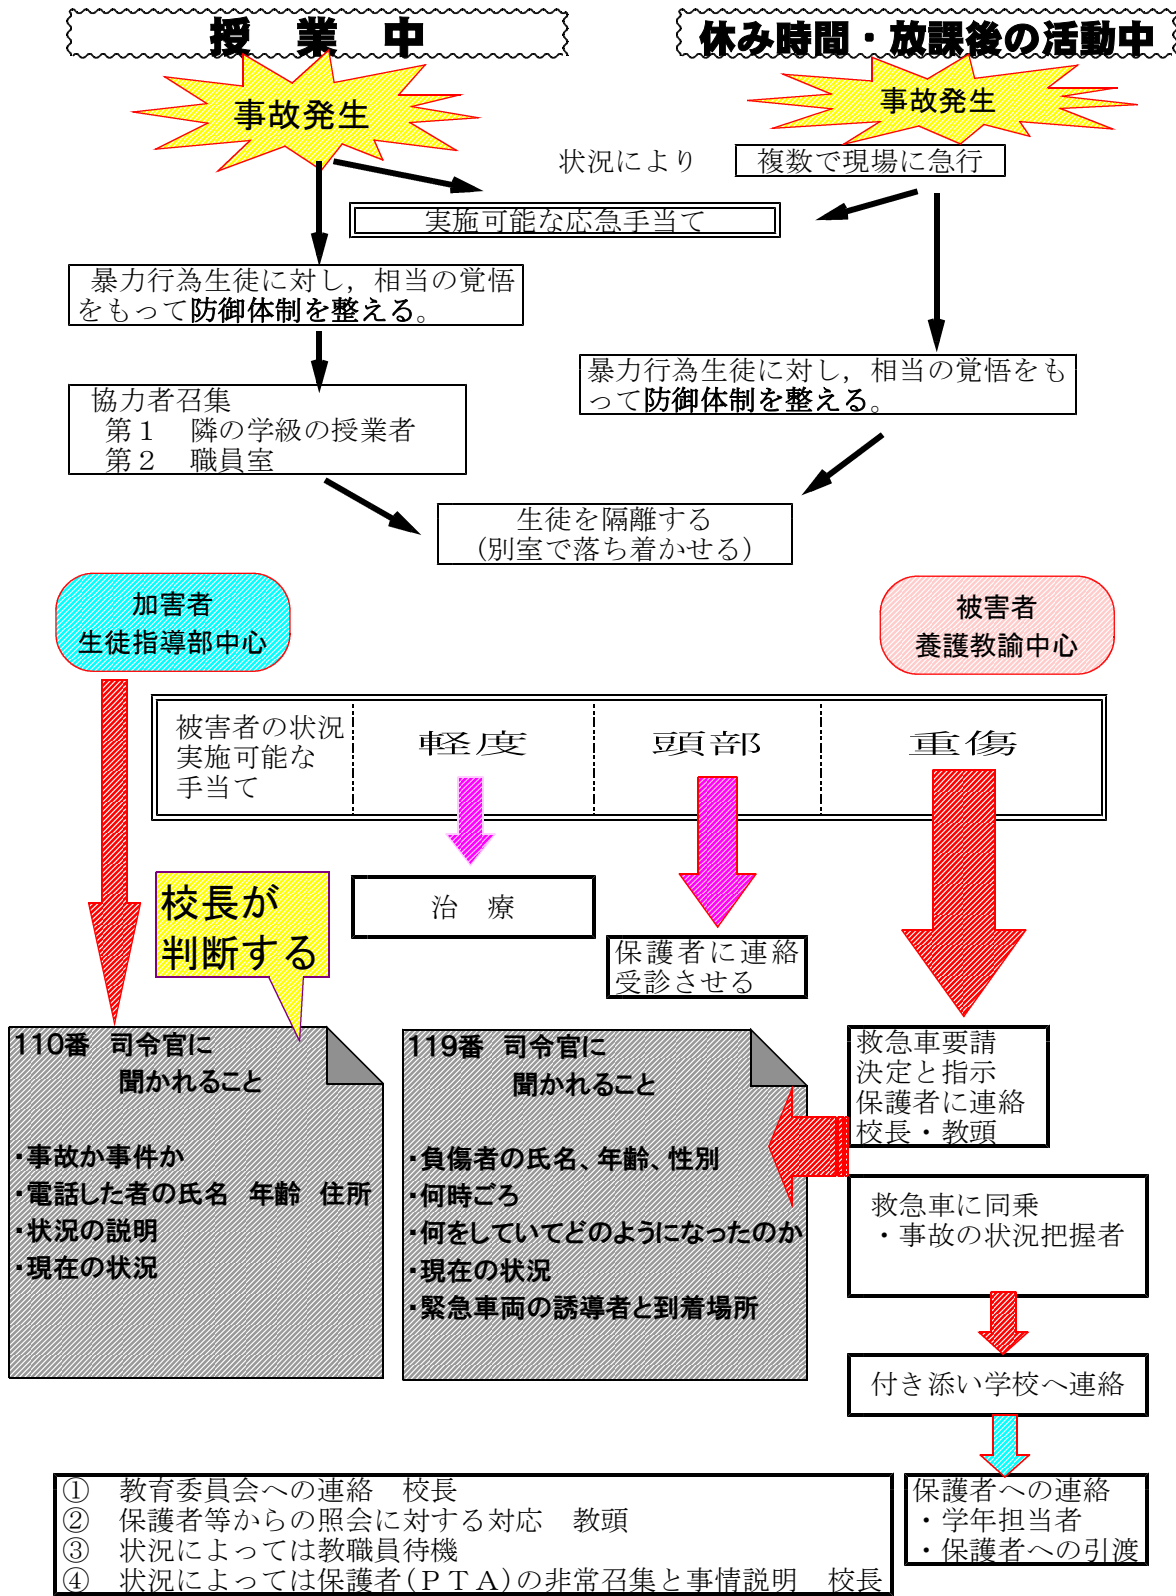 授　業　中
休み時間・放課後の活動中
事故発生
事故発生
状況により
複数で現場に急行
実施可能な応急手当て
暴力行為生徒に対し，相当の覚悟
をもって防御体制を整える。
暴力行為生徒に対し，相当の覚悟をも
って防御体制を整える。
協力者召集
第１　隣の学級の授業者
第２　職員室
生徒を隔離する
（別室で落ち着かせる）
加害者
生徒指導部中心
被害者
養護教諭中心
被害者の状況
実施可能な
手当て
軽度
頭部
重傷
校長が
判断する
治　療
保護者に連絡
受診させる
110番　司令官に
聞かれること
・事故か事件か
・電話した者の氏名　年齢　住所
・状況の説明
・現在の状況
119番　司令官に
聞かれること
・負傷者の氏名、年齢、性別
・何時ごろ
・何をしていてどのようになったのか
・現在の状況
・緊急車両の誘導者と到着場所
救急車要請
決定と指示
保護者に連絡
校長・教頭
救急車に同乗
・事故の状況把握者
付き添い学校へ連絡
保護者への連絡
・学年担当者
・保護者への引渡
①　教育委員会への連絡　校長
②　保護者等からの照会に対する対応　教頭
③　状況によっては教職員待機
④　状況によっては保護者（ＰＴＡ）の非常召集と事情説明　校長